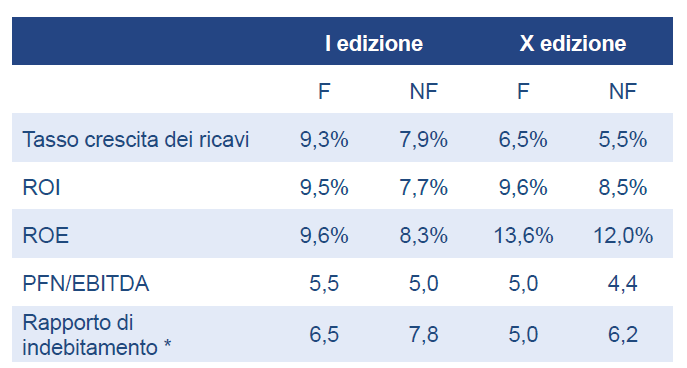 I edizione X edizione
F NF F NF
Tasso crescita dei ricavi 9,3% 7,9% 6,5% 5,5%
ROI 9,5% 7,7% 9,6% 8,5%
ROE 9,6% 8,3% 13,6% 12,0%
PFN/EBITDA 5,5 5,0 5,0 4,4
Rapporto di
indebitamento * 6,5 7,8 5,0 6,2